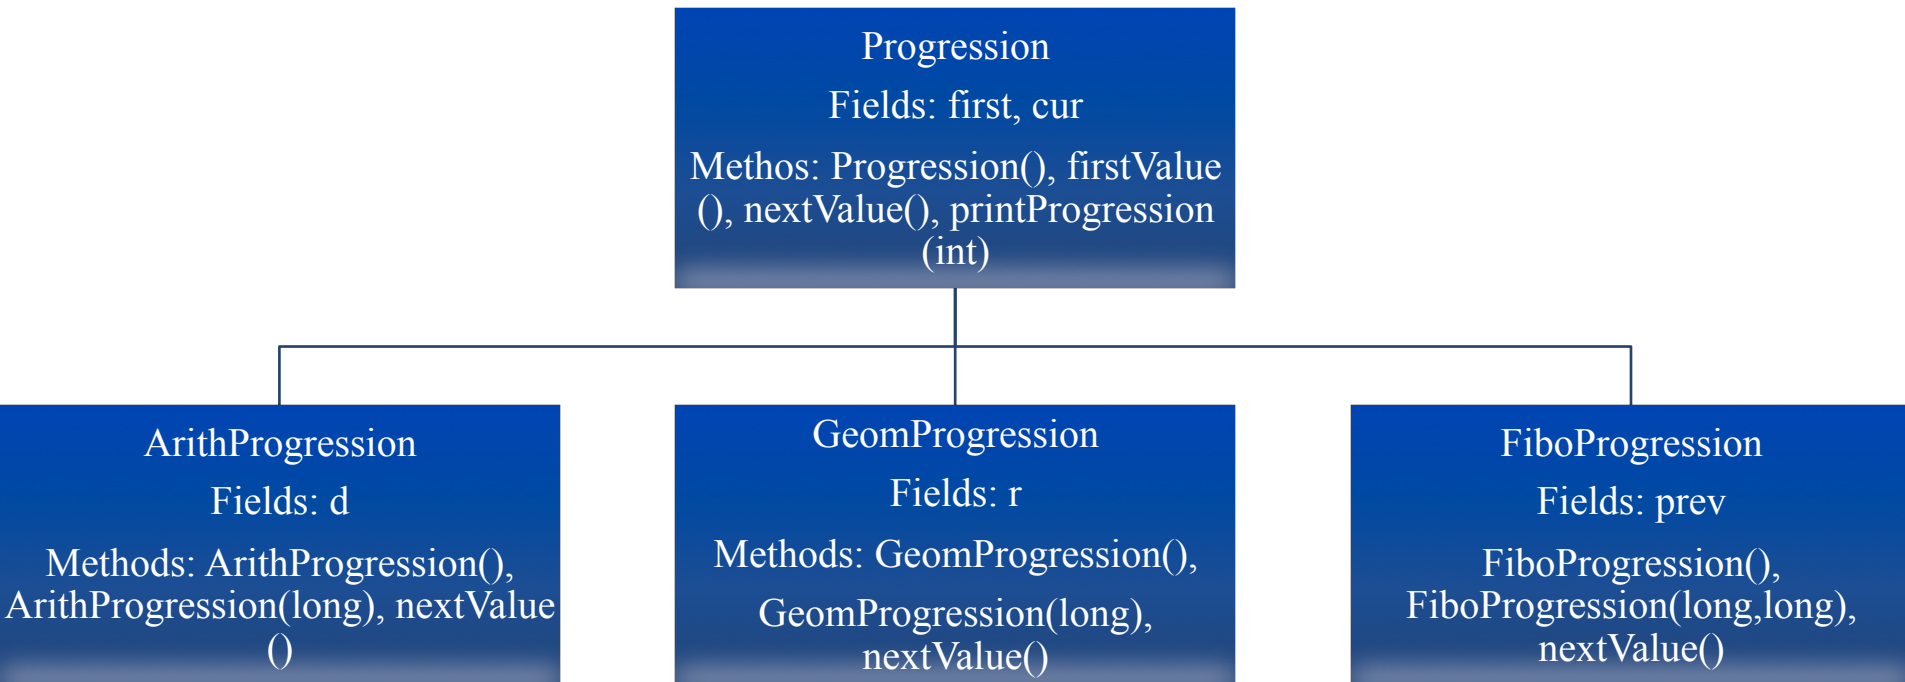 Progression
Fields: first, cur
Methos: Progression(), firstValue
(), nextValue(), printProgression
(int)
ArithProgression
Fields: d
Methods: ArithProgression(),
ArithProgression(long), nextValue
()
GeomProgression
Fields: r
Methods: GeomProgression(),
GeomProgression(long),
nextValue()
FiboProgression
Fields: prev
FiboProgression(),
FiboProgression(long,long),
nextValue()